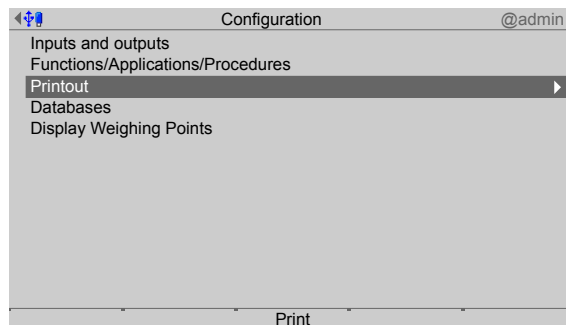 Configuration @admin
Inputs and outputs
Functions/Applications/Procedures
Printout
Databases
Display Weighing Points
Print